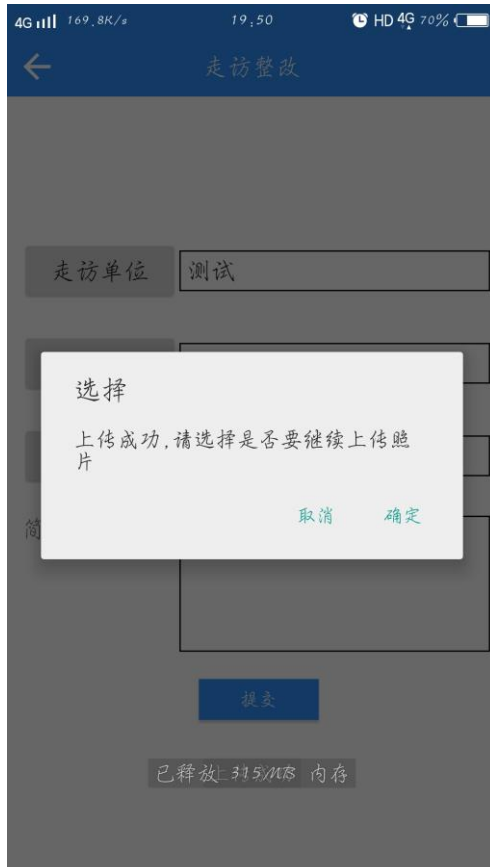 4G 169.8K/s 19:50 HD 4G 70%
走访整改
走访单位 测试
选择
上传成功,请选择是否要继续上传照
片
取消 确定
简
提交
已释放 315MB 内存